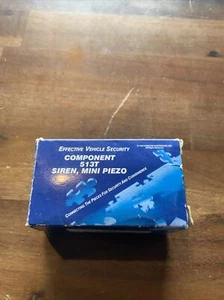 EFFECTIVE VEHICLE SECURITY
COMPONENT
513T
SIREN, MINI PIEZO
CONNECTING THE PIECES FOR SECURITY AND CONVENIENCE